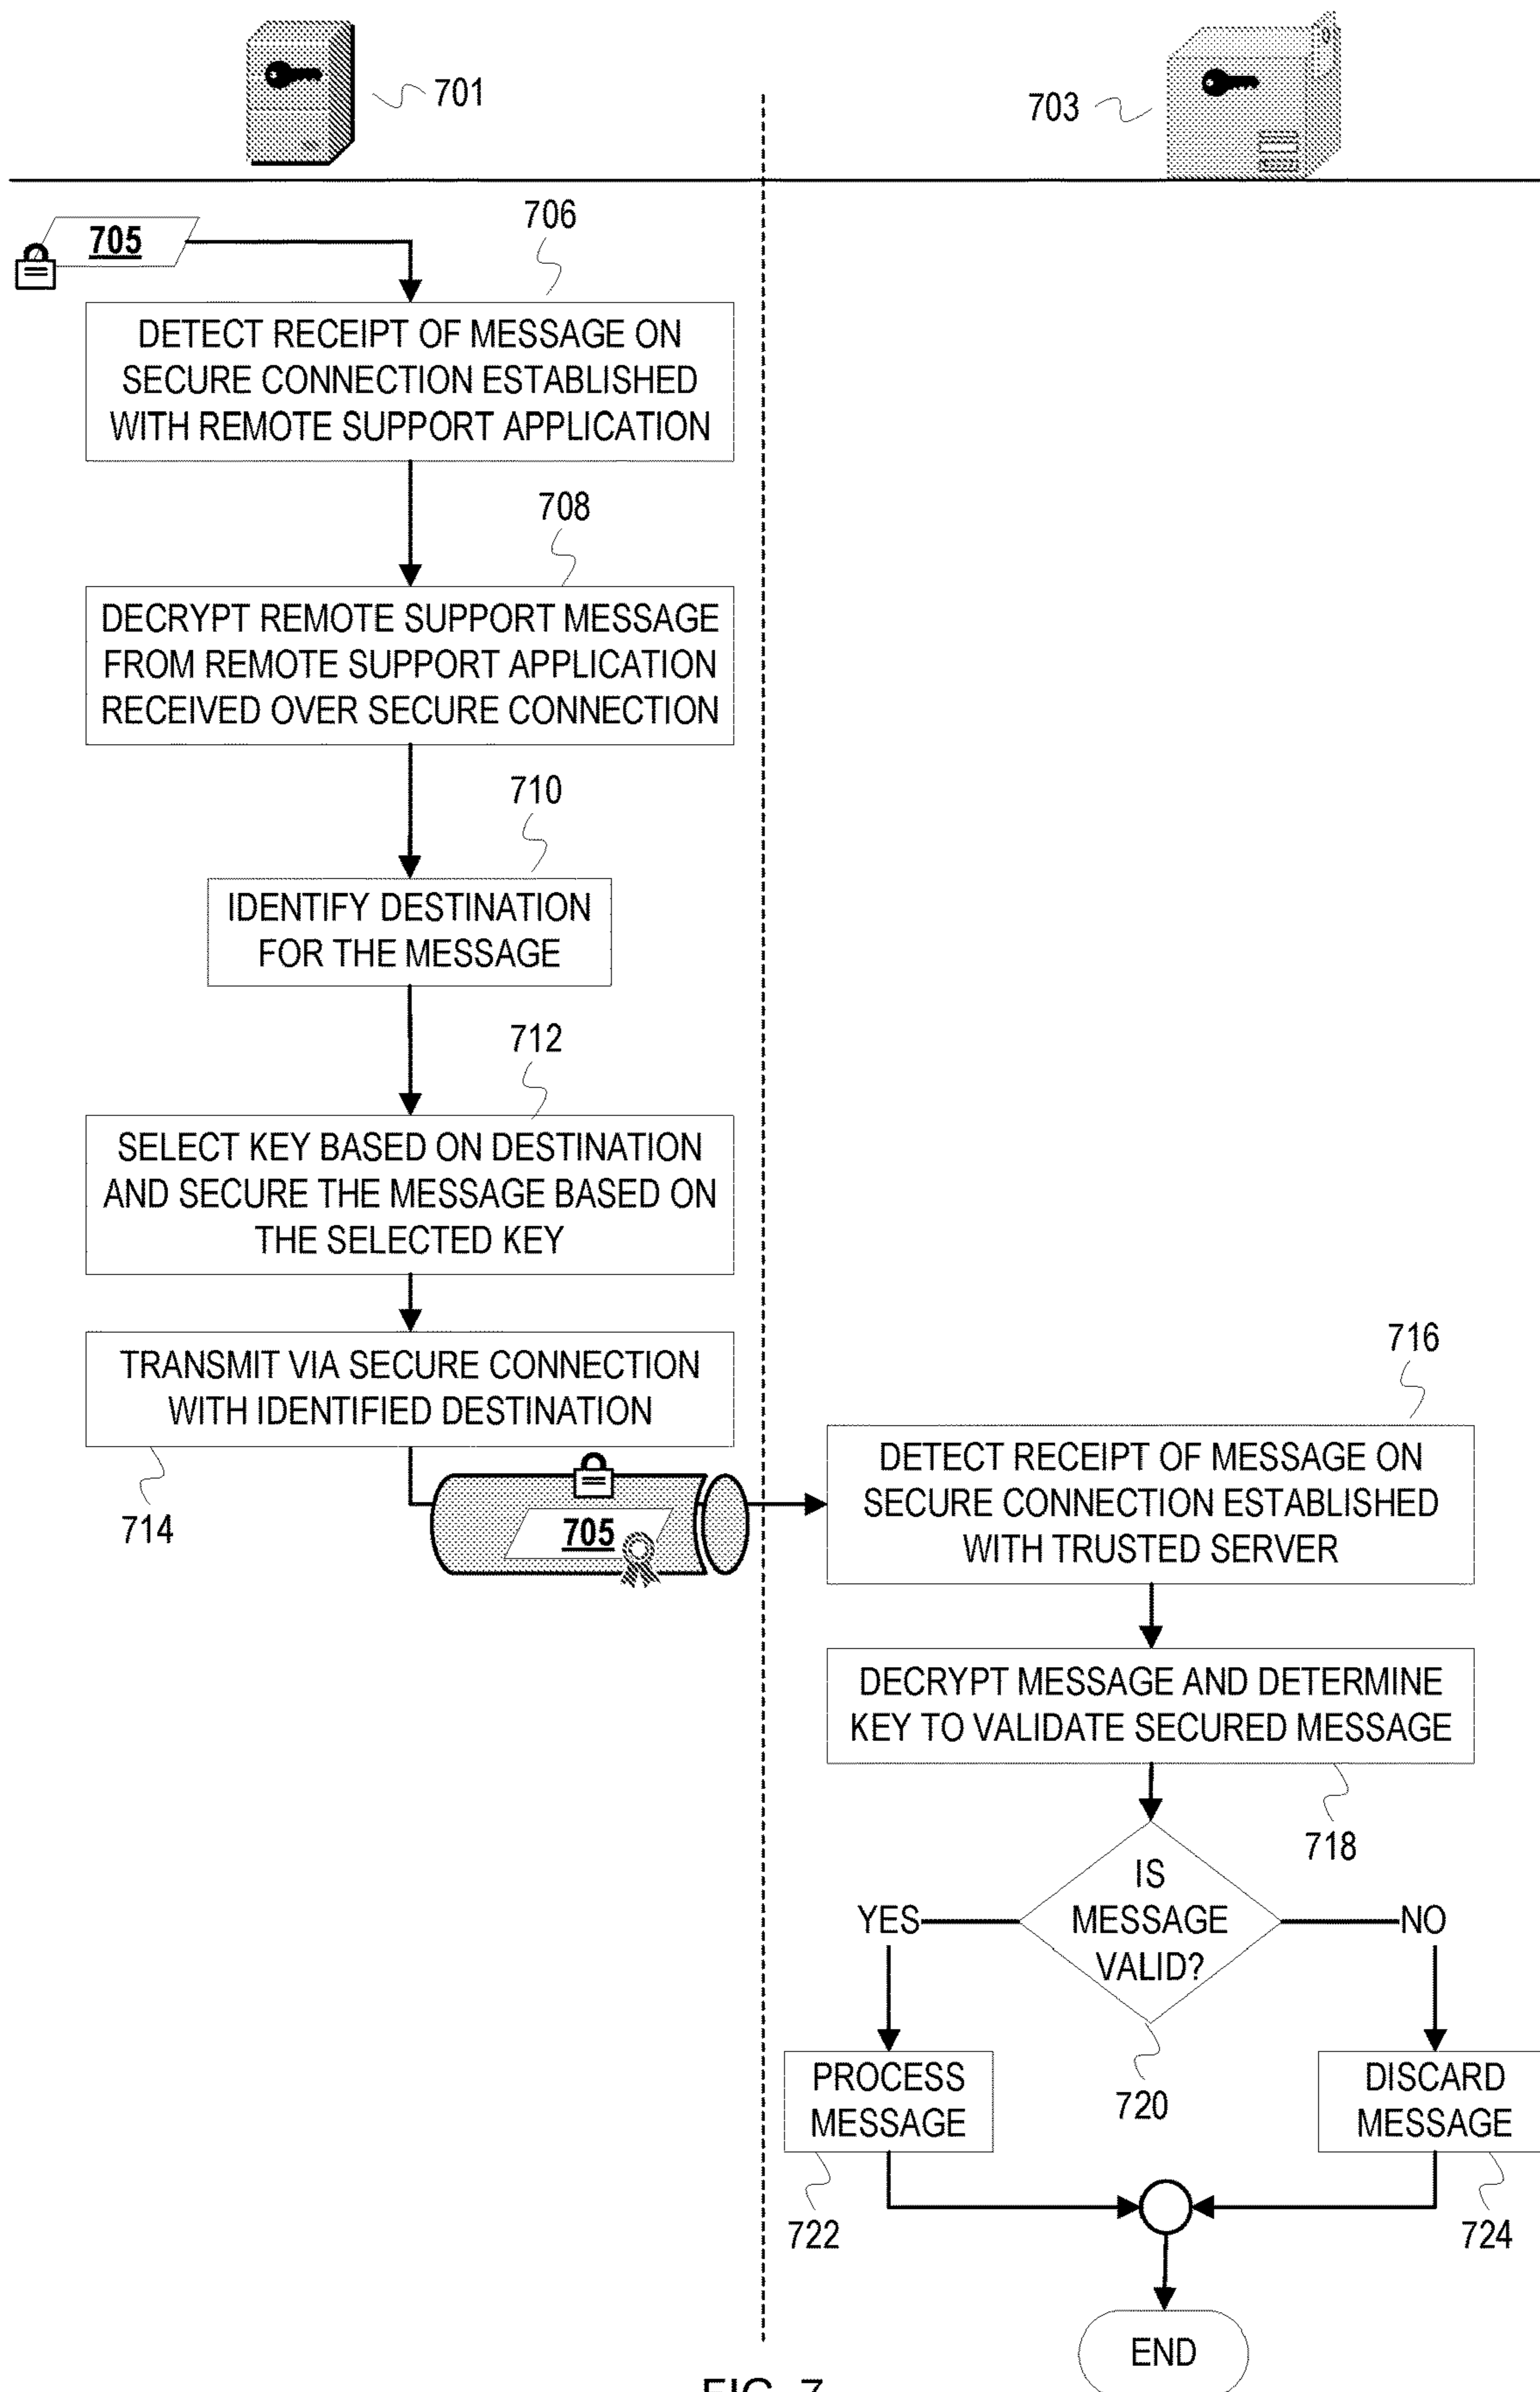 701
703
705
706
DETECT RECEIPT OF MESSAGE ON
SECURE CONNECTION ESTABLISHED
WITH REMOTE SUPPORT APPLICATION
708
DECRYPT REMOTE SUPPORT MESSAGE
FROM REMOTE SUPPORT APPLICATION
RECEIVED OVER SECURE CONNECTION
710
IDENTIFY DESTINATION
FOR THE MESSAGE
712
SELECT KEY BASED ON DESTINATION
AND SECURE THE MESSAGE BASED ON
THE SELECTED KEY
TRANSMIT VIA SECURE CONNECTION
WITH IDENTIFIED DESTINATION
714
705
716
DETECT RECEIPT OF MESSAGE ON
SECURE CONNECTION ESTABLISHED
WITH TRUSTED SERVER
DECRYPT MESSAGE AND DETERMINE
KEY TO VALIDATE SECURED MESSAGE
718
IS
MESSAGE
VALID?
YES
NO
720
PROCESS
MESSAGE
722
DISCARD
MESSAGE
724
END
FIG. 7